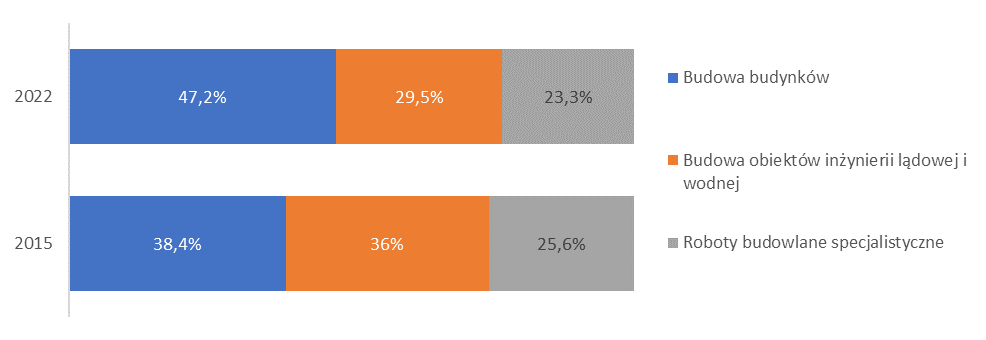 2022
47,2%
29,5%
23,3%
2015
38,4%
36%
25,6%
Budowa budynków
Budowa obiektów inżynierii lądowej i
wodnej
Roboty budowlane specjalistyczne